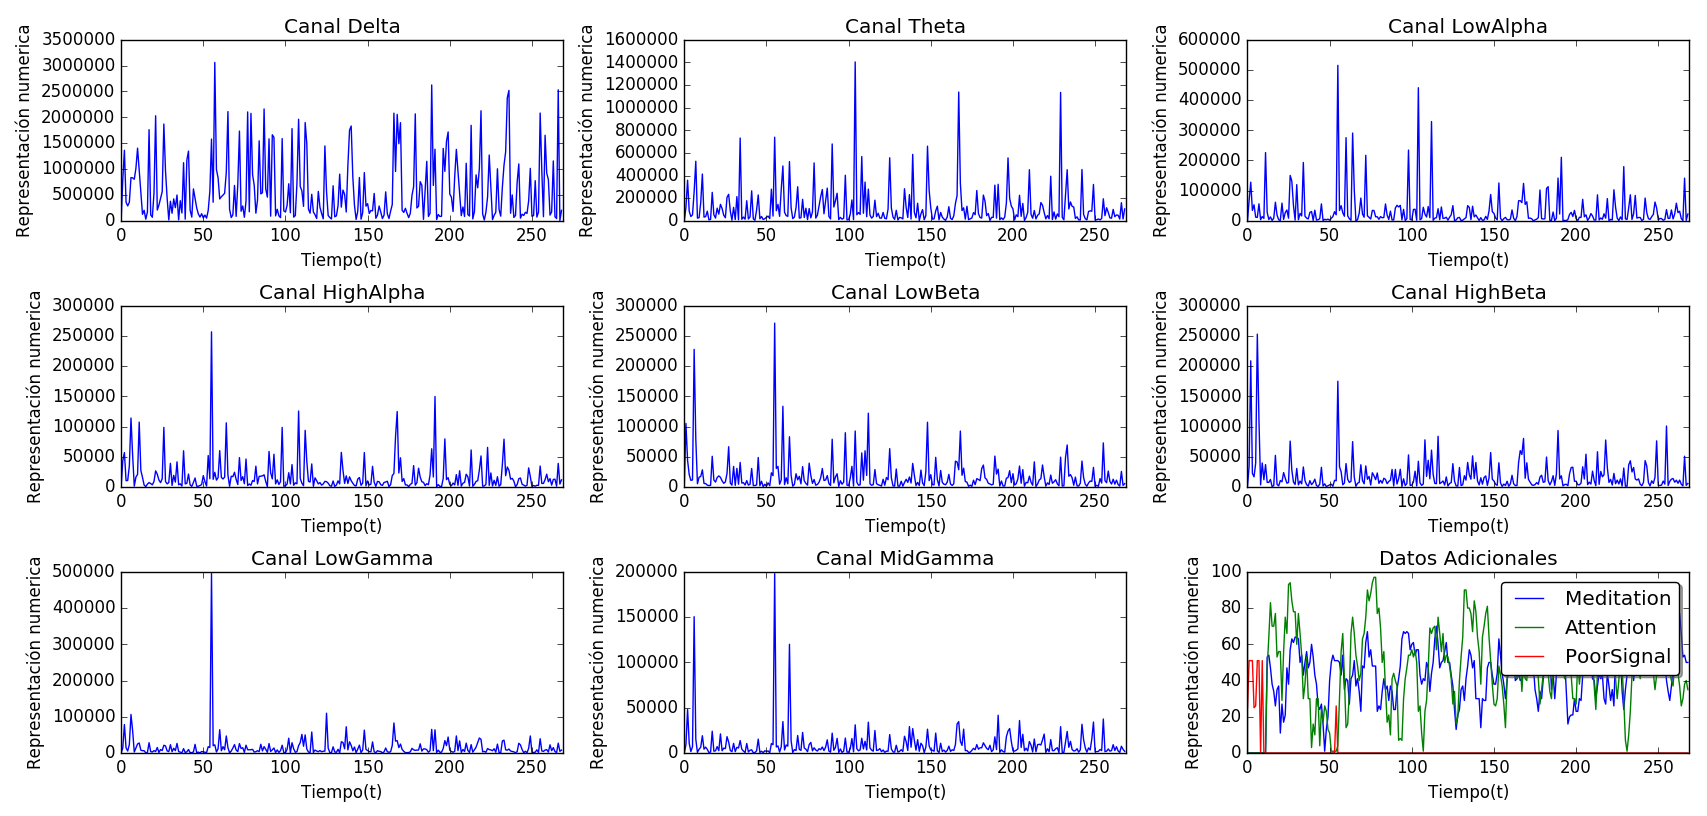 Canal Delta
Representación numerica
3500000
3000000
2500000
2000000
1500000
1000000
500000
0
0 50 100 150 200 250
Tiempo(t)
Canal Theta
Representación numerica
1600000
1400000
1200000
1000000
800000
600000
400000
200000
0
0 50 100 150 200 250
Tiempo(t)
Canal LowAlpha
Representación numerica
600000
500000
400000
300000
200000
100000
0
0 50 100 150 200 250
Tiempo(t)
Canal HighAlpha
Representación numerica
300000
250000
200000
150000
100000
50000
0
0 50 100 150 200 250
Tiempo(t)
Canal LowBeta
Representación numerica
300000
250000
200000
150000
100000
50000
0
0 50 100 150 200 250
Tiempo(t)
Canal HighBeta
Representación numerica
300000
250000
200000
150000
100000
50000
0
0 50 100 150 200 250
Tiempo(t)
Canal LowGamma
Representación numerica
500000
400000
300000
200000
100000
0
0 50 100 150 200 250
Tiempo(t)
Canal MidGamma
Representación numerica
200000
150000
100000
50000
0
0 50 100 150 200 250
Tiempo(t)
Datos Adicionales
Representación numerica
100
80
60
40
20
0
0 50 100 150 200 250
Tiempo(t)
Meditation
Attention
PoorSignal